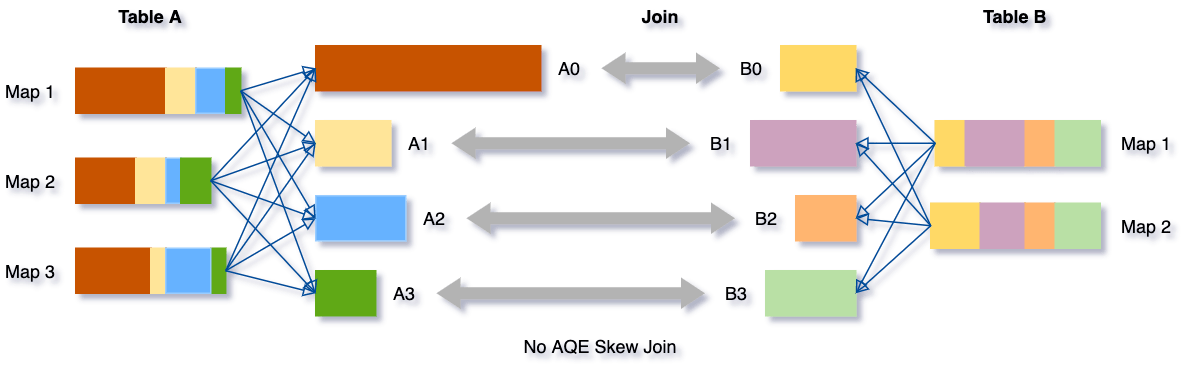 Table A
Join
Table B
A0
B0
Map 1
A1
B1
Map 1
Map 2
A2
B2
Map 2
Map 3
A3
B3
No AQE Skew Join